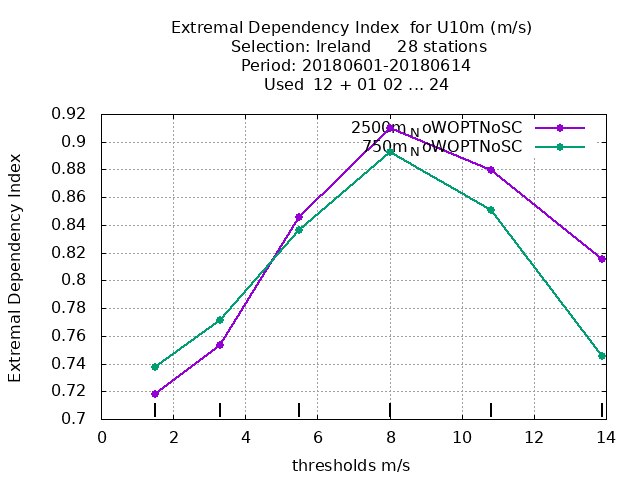 Extremal Dependency Index for U10m (m/s)
Selection: Ireland 28 stations
Period: 20180601-20180614
Used 12 + 01 02 ... 24
2500m_NoWOPTNoSC
750m_NoWOPTNoSC
Extremal Dependency Index
0.92
0.9
0.88
0.86
0.84
0.82
0.8
0.78
0.76
0.74
0.72
0.7
0 2 4 6 8 10 12 14
thresholds m/s